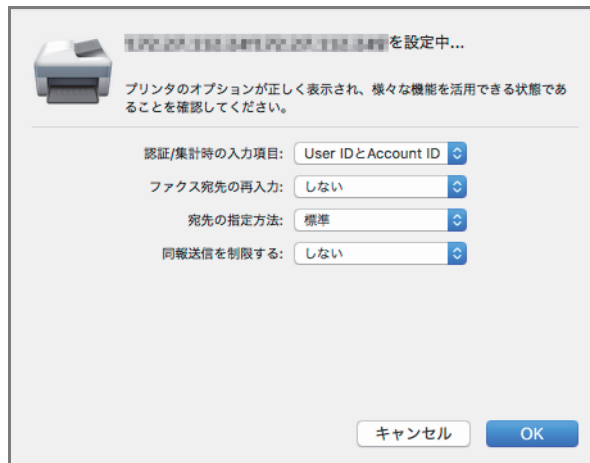 を設定中...
プリンタのオプションが正しく表示され、様々な機能を活用できる状態であ
ることを確認してください。
認証/集計時の入力項目: User IDとAccount ID
ファクス宛先の再入力: しない
宛先の指定方法: 標準
同報送信を制限する: しない
キャンセル OK